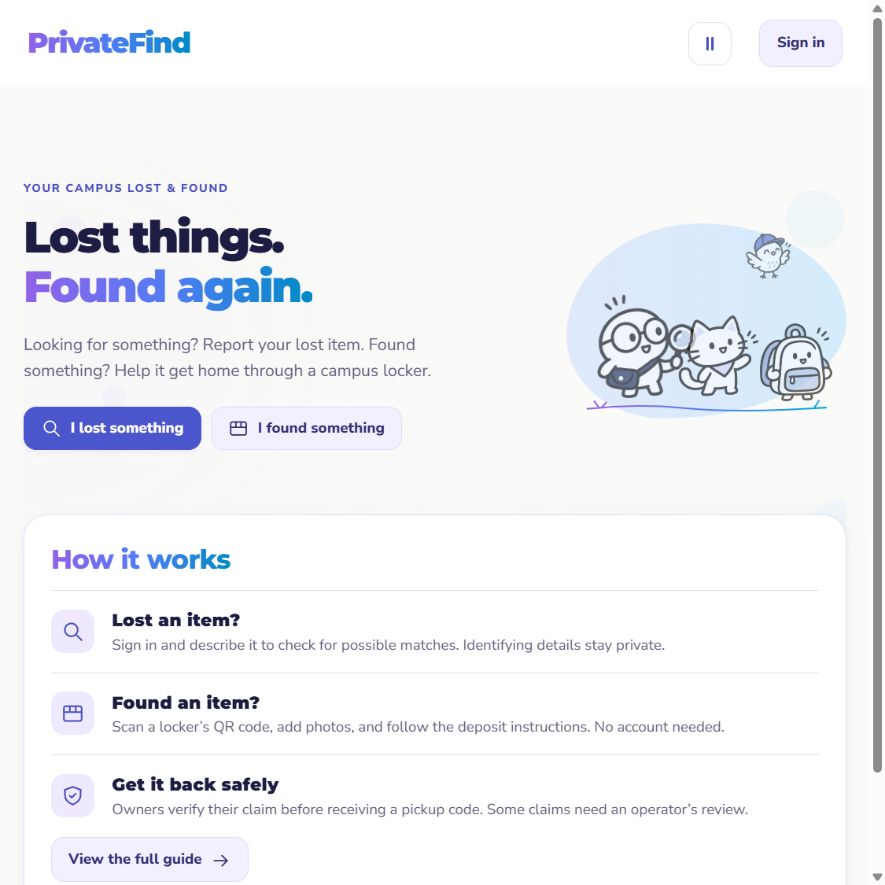 PrivateFind
Sign in
YOUR CAMPUS LOST & FOUND
Lost things.
Found again.
Looking for something? Report your lost item. Found
something? Help it get home through a campus locker.
I lost something
I found something
How it works
Lost an item?
Sign in and describe it to check for possible matches. Identifying details stay private.
Found an item?
Scan a locker’s QR code, add photos, and follow the deposit instructions. No account needed.
Get it back safely
Owners verify their claim before receiving a pickup code. Some claims need an operator’s review.
View the full guide